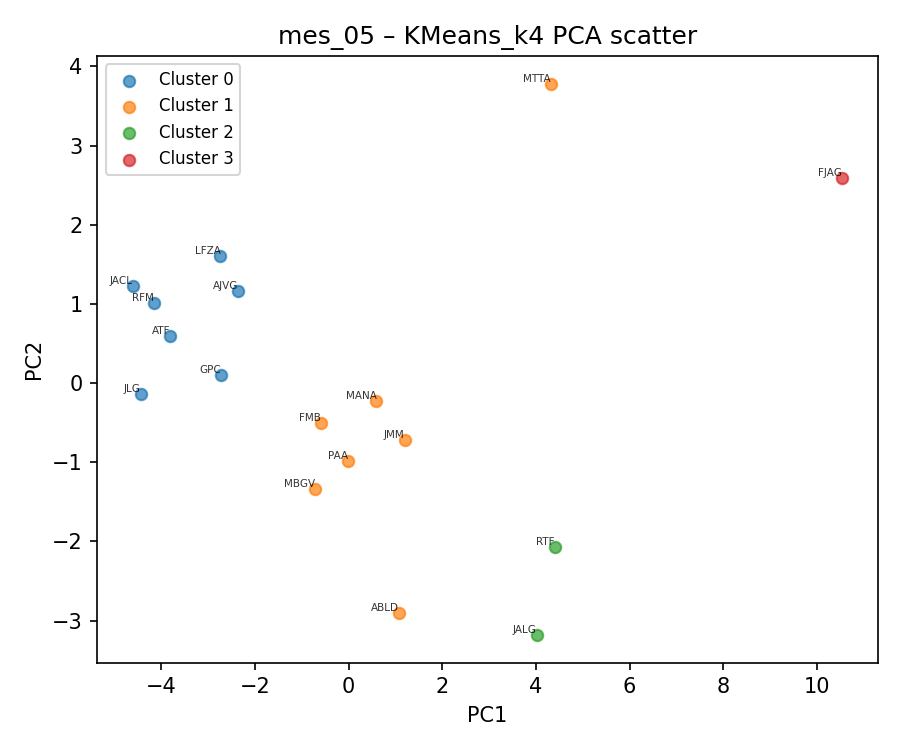 mes_05 – KMeans_k4 PCA scatter
Cluster 0
Cluster 1
Cluster 2
Cluster 3
MTTA
FJAG
LFZA
JACL
AJVG
RFM
ATF
GPC
JLG
MANA
FMB
JMM
PAA
MBGV
RTF
ABLD
JALG
PC2
4
3
2
1
0
−1
−2
−3
−4 −2 0 2 4 6 8 10
PC1